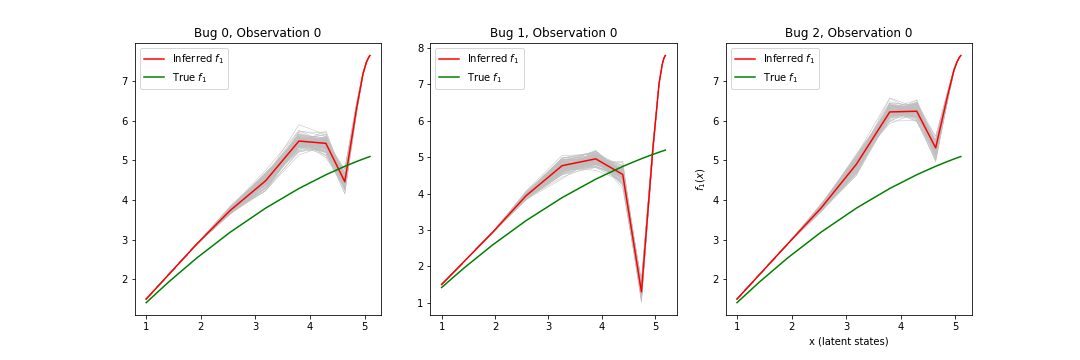 Bug 0, Observation 0
Inferred f₁
True f₁
7
6
5
4
3
2
1 2 3 4 5
Bug 1, Observation 0
Inferred f₁
True f₁
8
7
6
5
4
3
2
1
1 2 3 4 5
Bug 2, Observation 0
Inferred f₁
True f₁
f₁(x)
7
6
5
4
3
2
1 2 3 4 5
x (latent states)